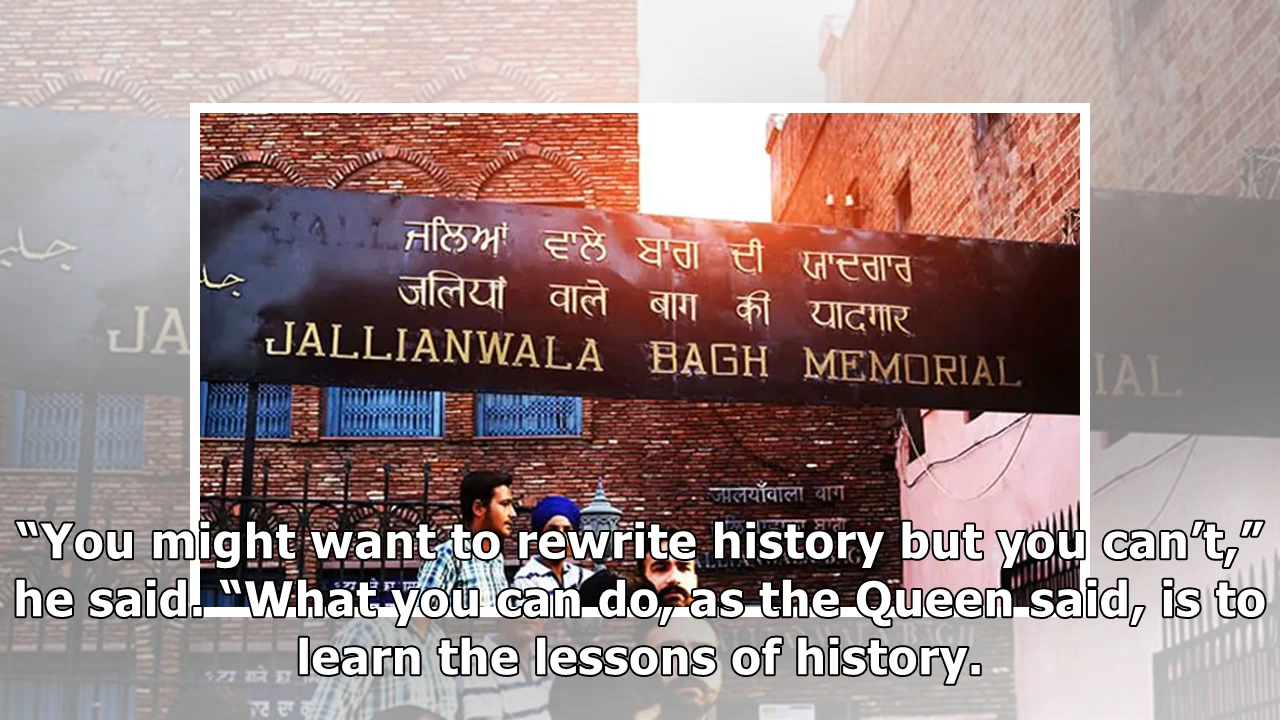 ਜਲਿਆਂ ਵਾਲੇ ਬਾਗ ਦੀ ਯਾਦਗਾਰ
जलियां वाले बाग की यादगार
JALLIANWALA BAGH MEMORIAL
जलियाँवाला बाग
“You might want to rewrite history but you can’t,”
he said. “What you can do, as the Queen said, is to
learn the lessons of history.